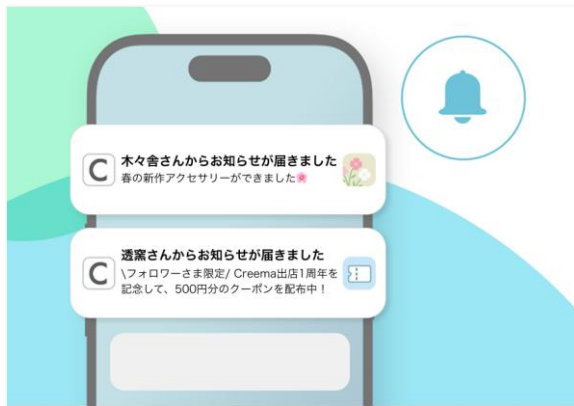 C
木々舎さんからお知らせが届きました
春の新作アクセサリーができました🌸
C
透窯さんからお知らせが届きました
\フォロワーさま限定/ Creema出店1周年を
記念して、500円分のクーポンを配布中！